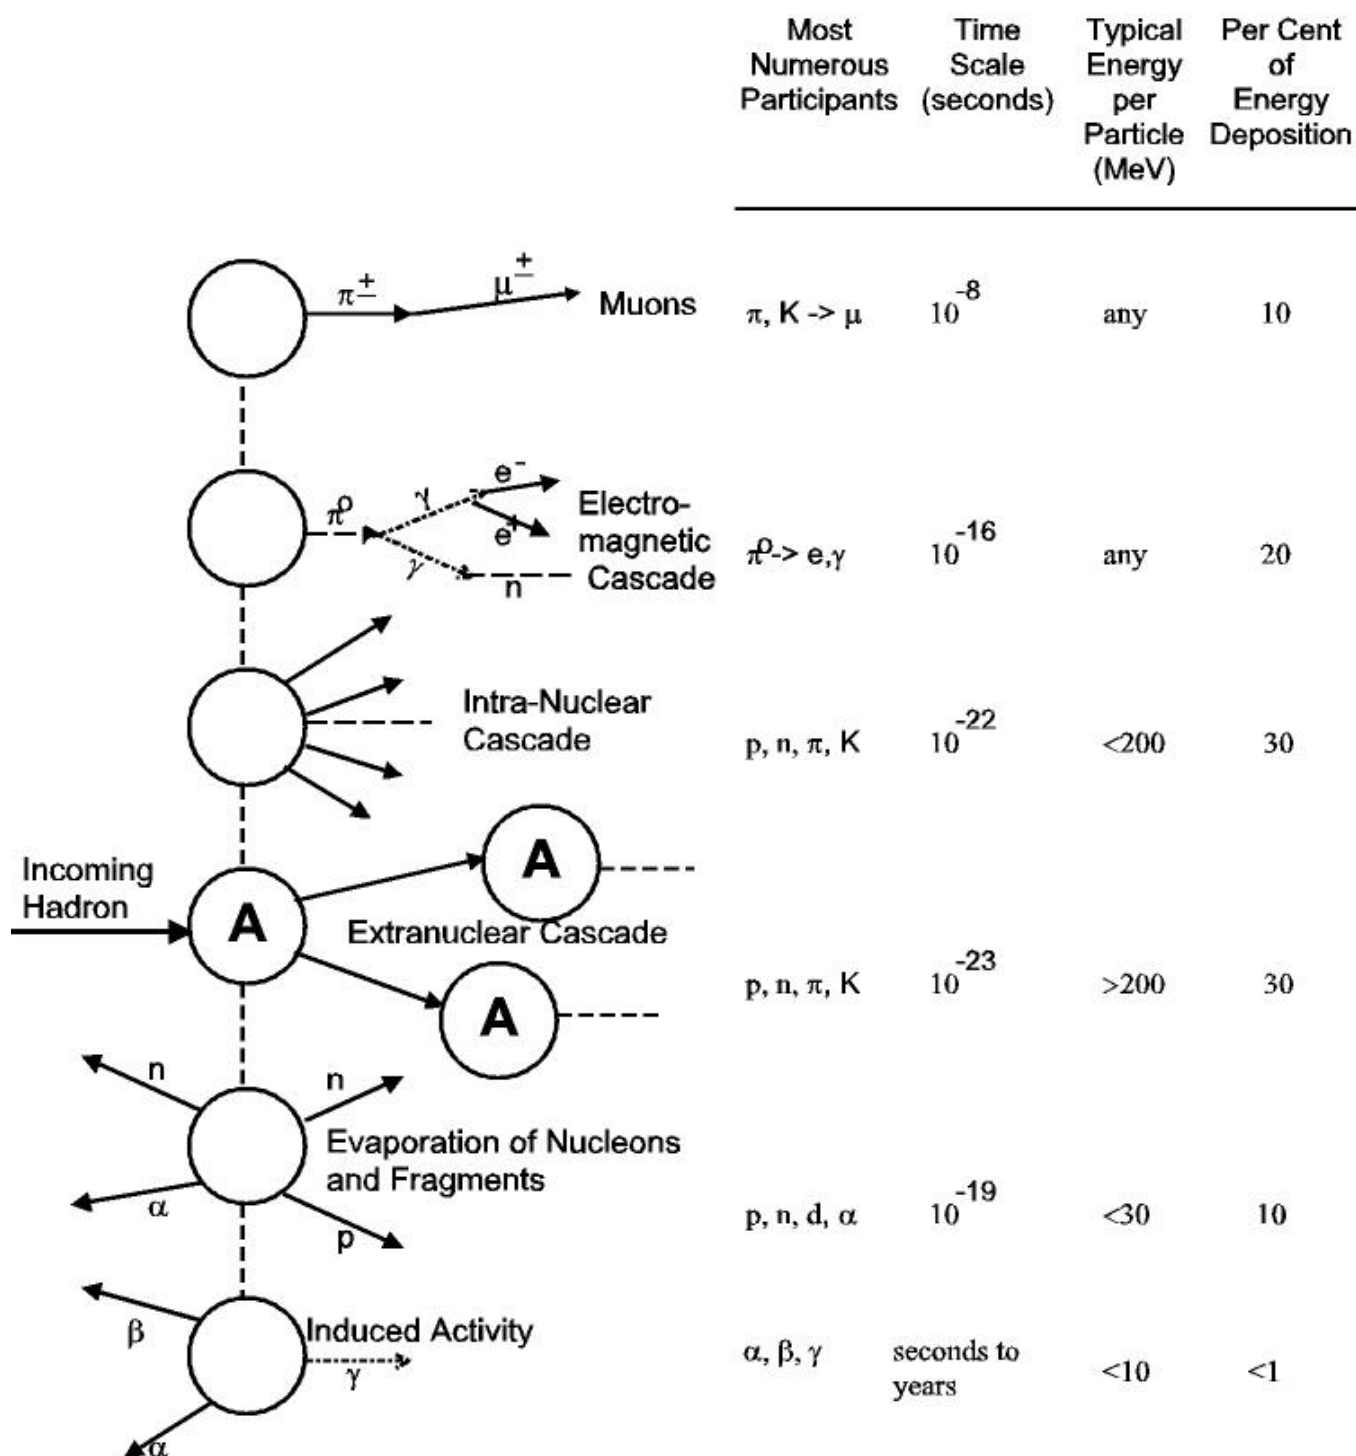 Most
Numerous
Participants
Time
Scale
(seconds)
Typical
Energy
per
Particle
(MeV)
Per Cent
of
Energy
Deposition
π±
μ±
Muons
π, K -> μ
10⁻⁸
any
10
πº
γ
e⁻
e⁺
γ
n
Electro-
magnetic
Cascade
πº-> e,γ
10⁻¹⁶
any
20
Intra-Nuclear
Cascade
p, n, π, K
10⁻²²
<200
30
Incoming
Hadron
A
A
A
Extranuclear Cascade
p, n, π, K
10⁻²³
>200
30
n
n
α
p
Evaporation of Nucleons
and Fragments
p, n, d, α
10⁻¹⁹
<30
10
β
Induced Activity
γ
α
α, β, γ
seconds to
years
<10
<1